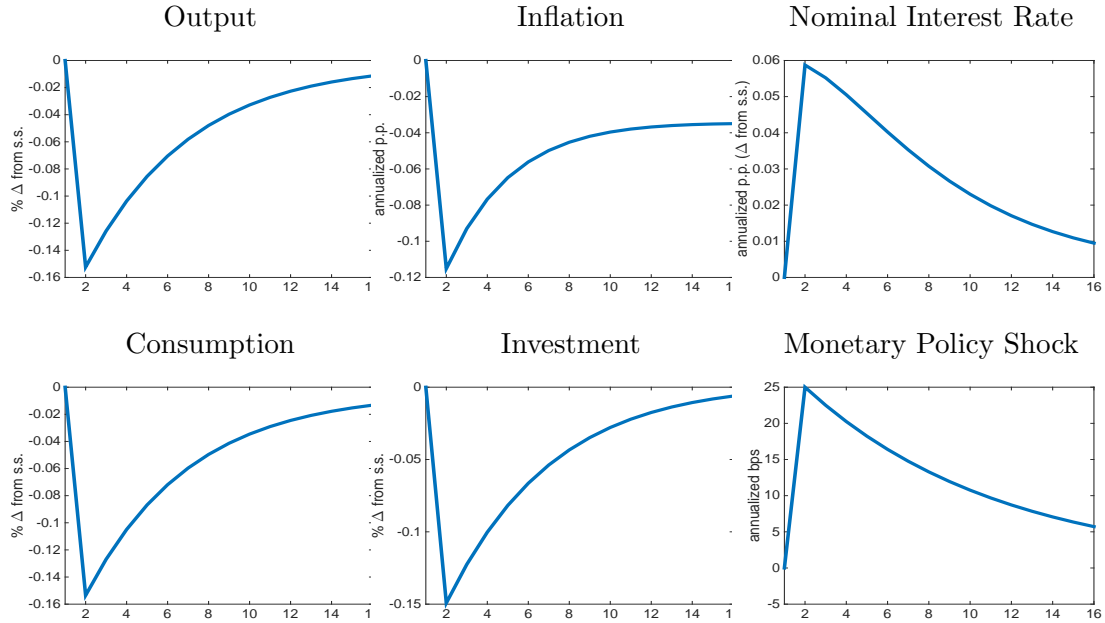 Output
Inflation
Nominal Interest Rate
% Δ from s.s.
0
-0.02
-0.04
-0.06
-0.08
-0.1
-0.12
-0.14
-0.16
2 4 6 8 10 12 14 1
annualized p.p.
0
-0.02
-0.04
-0.06
-0.08
-0.1
-0.12
2 4 6 8 10 12 14 1
annualized p.p. (Δ from s.s.)
0.06
0.05
0.04
0.03
0.02
0.01
0
2 4 6 8 10 12 14 16
Consumption
Investment
Monetary Policy Shock
% Δ from s.s.
0
-0.02
-0.04
-0.06
-0.08
-0.1
-0.12
-0.14
-0.16
2 4 6 8 10 12 14 1
% Δ from s.s.
0
-0.05
-0.1
-0.15
2 4 6 8 10 12 14 1
annualized bps
25
20
15
10
5
0
-5
2 4 6 8 10 12 14 16